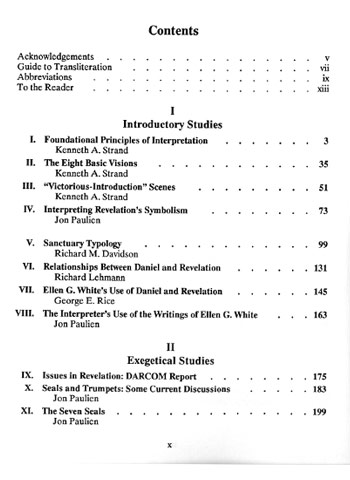 Contents
Acknowledgements . . . . . . . . . . . . . . . . v
Guide to Transliteration . . . . . . . . . . . . . . vii
Abbreviations . . . . . . . . . . . . . . . . . ix
To the Reader . . . . . . . . . . . . . . . . . xiii
I
Introductory Studies
I. Foundational Principles of Interpretation . . . . . . . 3
Kenneth A. Strand
II. The Eight Basic Visions . . . . . . . . . . . . 35
Kenneth A. Strand
III. “Victorious-Introduction” Scenes . . . . . . . . . 51
Kenneth A. Strand
IV. Interpreting Revelation's Symbolism . . . . . . . . 73
Jon Paulien
V. Sanctuary Typology . . . . . . . . . . . . . 99
Richard M. Davidson
VI. Relationships Between Daniel and Revelation . . . . . . 131
Richard Lehmann
VII. Ellen G. White's Use of Daniel and Revelation . . . . . . 145
George E. Rice
VIII. The Interpreter's Use of the Writings of Ellen G. White . . . 163
Jon Paulien
II
Exegetical Studies
IX. Issues in Revelation: DARCOM Report . . . . . . . . 175
X. Seals and Trumpets: Some Current Discussions . . . . . 183
Jon Paulien
XI. The Seven Seals . . . . . . . . . . . . . . 199
Jon Paulien
x